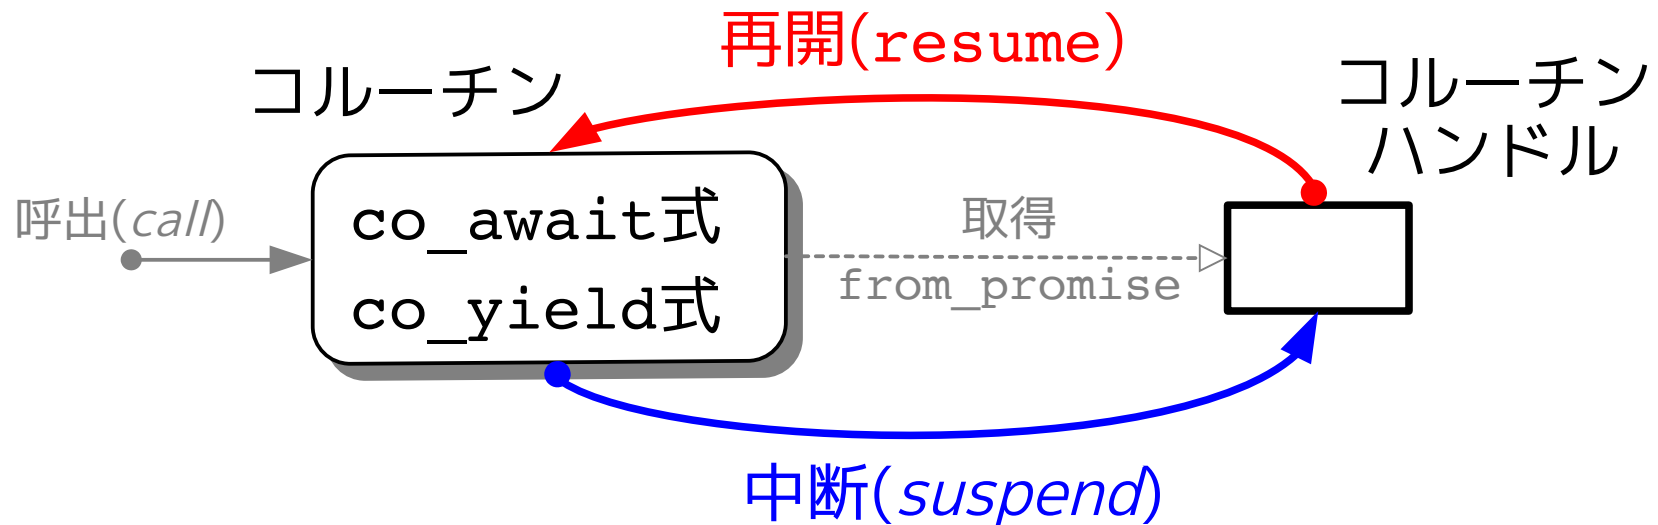 再開(resume)
コルーチン
コルーチン
ハンドル
呼出(call)
co_await式
co_yield式
取得
from_promise
中断(suspend)